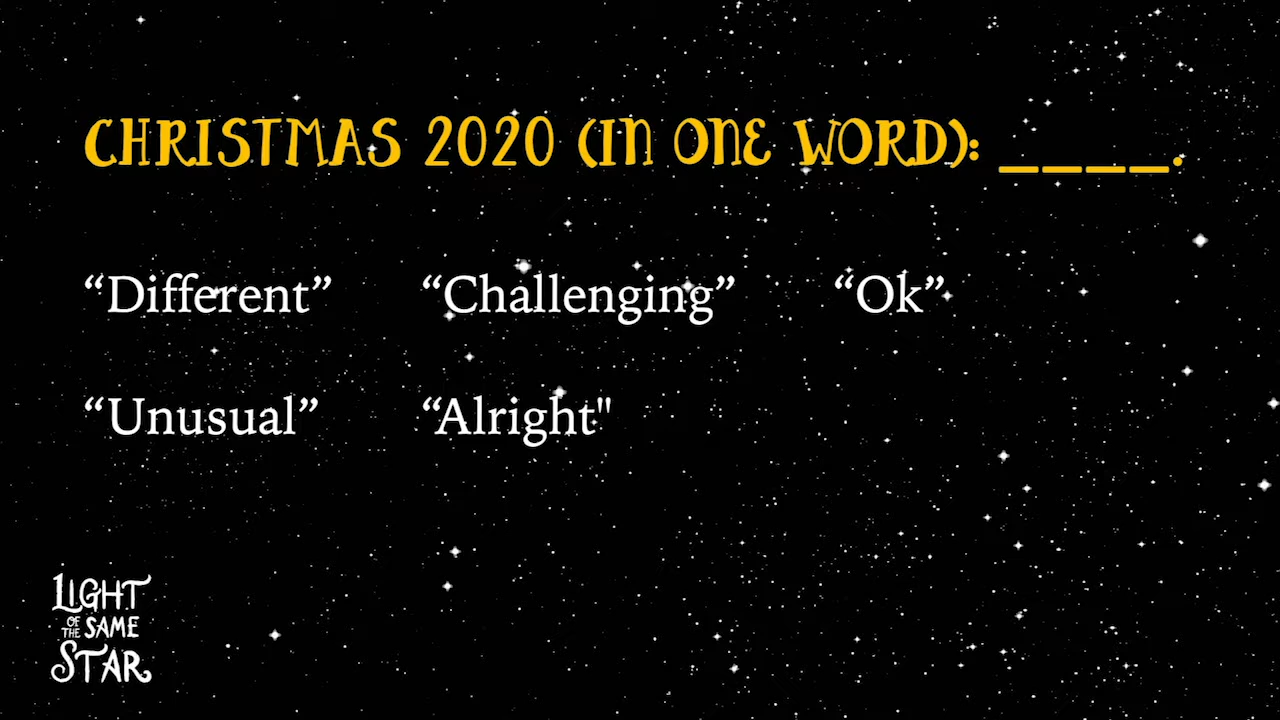 CHRISTMAS 2020 (IN ONE WORD): ____.
“Different” “Challenging” “Ok”
“Unusual” “Alright"
LIGHT
OF THE SAME
STAR